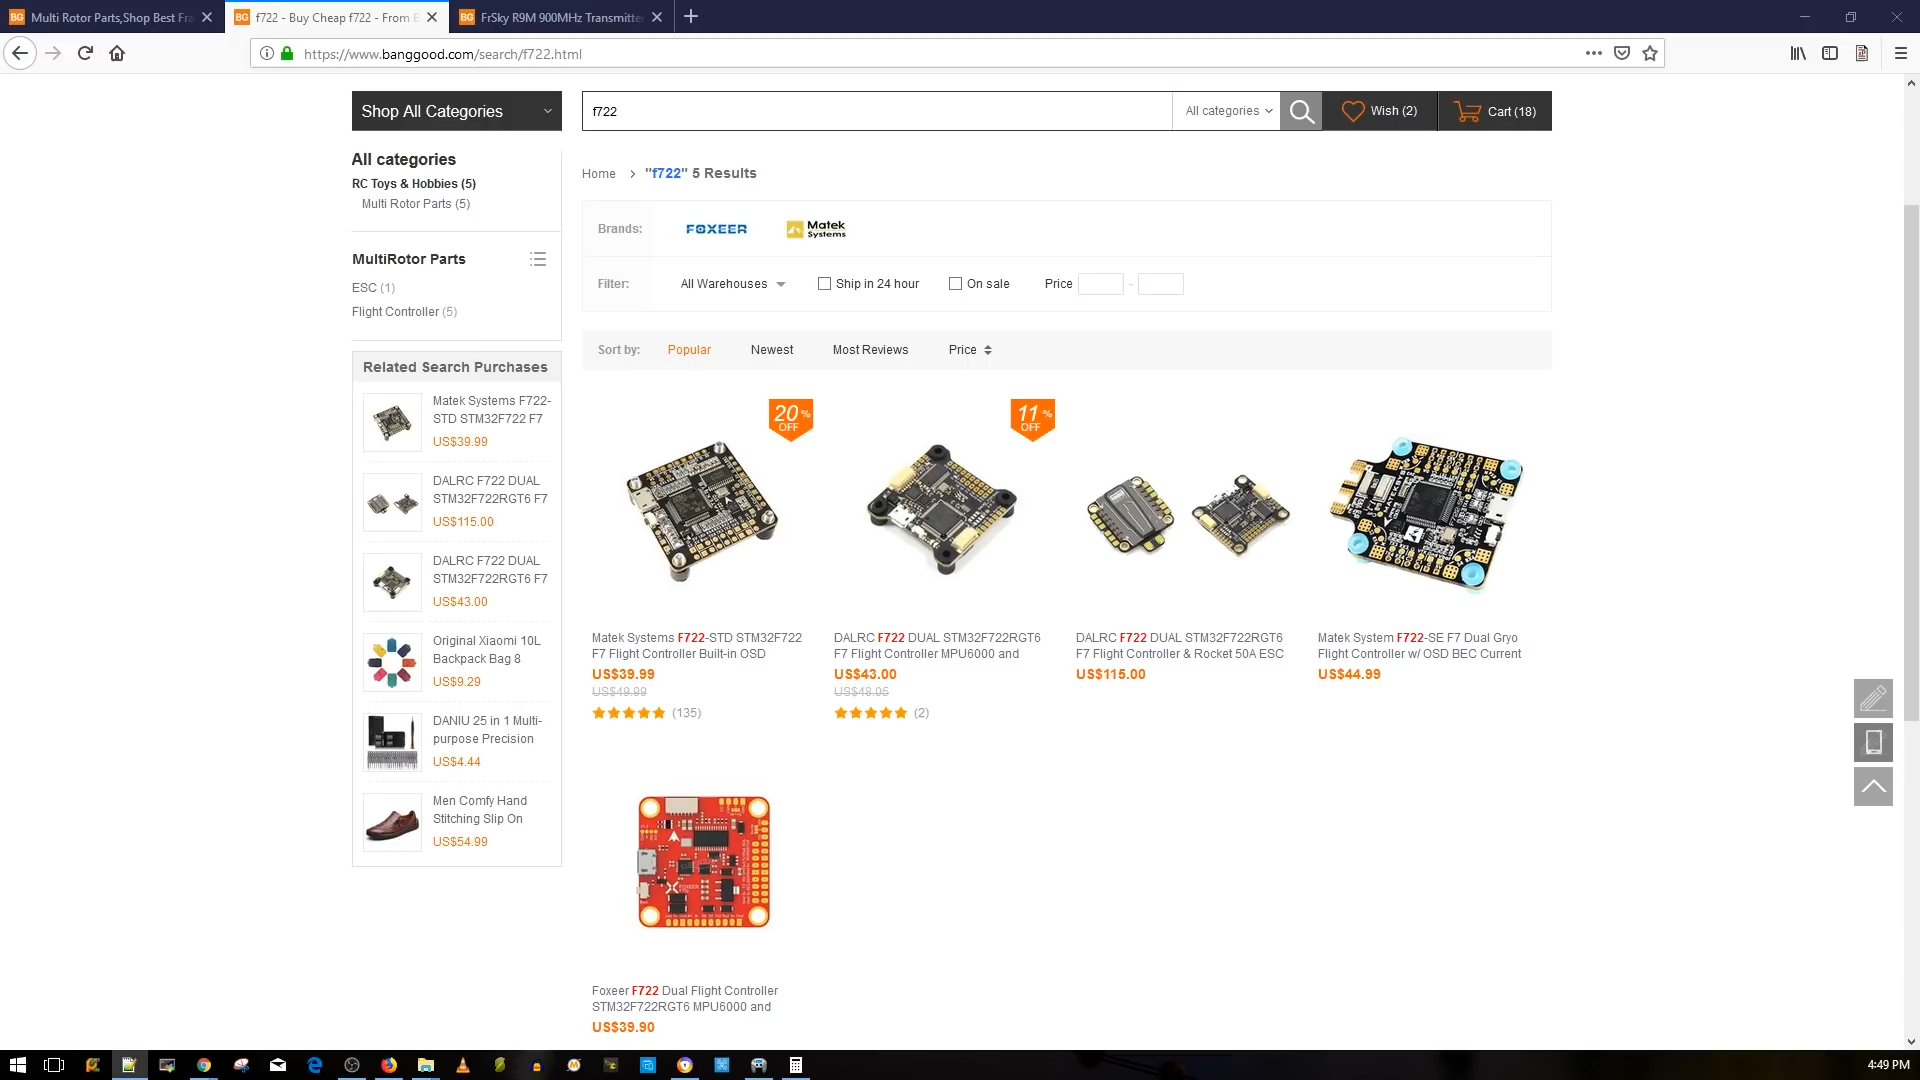 Multi Rotor Parts,Shop Best Fra
f722 - Buy Cheap f722 - From B
FrSky R9M 900MHz Transmitte
https://www.banggood.com/search/f722.html
Shop All Categories
f722
All categories
Wish (2)
Cart (18)
All categories
RC Toys & Hobbies (5)
Multi Rotor Parts (5)
MultiRotor Parts
ESC (1)
Flight Controller (5)
Related Search Purchases
Matek Systems F722-
STD STM32F722 F7
US$39.99
DALRC F722 DUAL
STM32F722RGT6 F7
US$115.00
DALRC F722 DUAL
STM32F722RGT6 F7
US$43.00
Original Xiaomi 10L
Backpack Bag 8
US$9.29
DANIU 25 in 1 Multi-
purpose Precision
US$4.44
Men Comfy Hand
Stitching Slip On
US$54.99
Home > "f722" 5 Results
Brands: FOXEER Matek Systems
Filter: All Warehouses Ship in 24 hour On sale Price -
Sort by: Popular Newest Most Reviews Price
20% OFF
Matek Systems F722-STD STM32F722
F7 Flight Controller Built-in OSD
US$39.99
US$49.99
(135)
11% OFF
DALRC F722 DUAL STM32F722RGT6
F7 Flight Controller MPU6000 and
US$43.00
US$48.05
(2)
DALRC F722 DUAL STM32F722RGT6
F7 Flight Controller & Rocket 50A ESC
US$115.00
Matek System F722-SE F7 Dual Gryo
Flight Controller w/ OSD BEC Current
US$44.99
FOXEER
Foxeer F722 Dual Flight Controller
STM32F722RGT6 MPU6000 and
US$39.90
4:49 PM